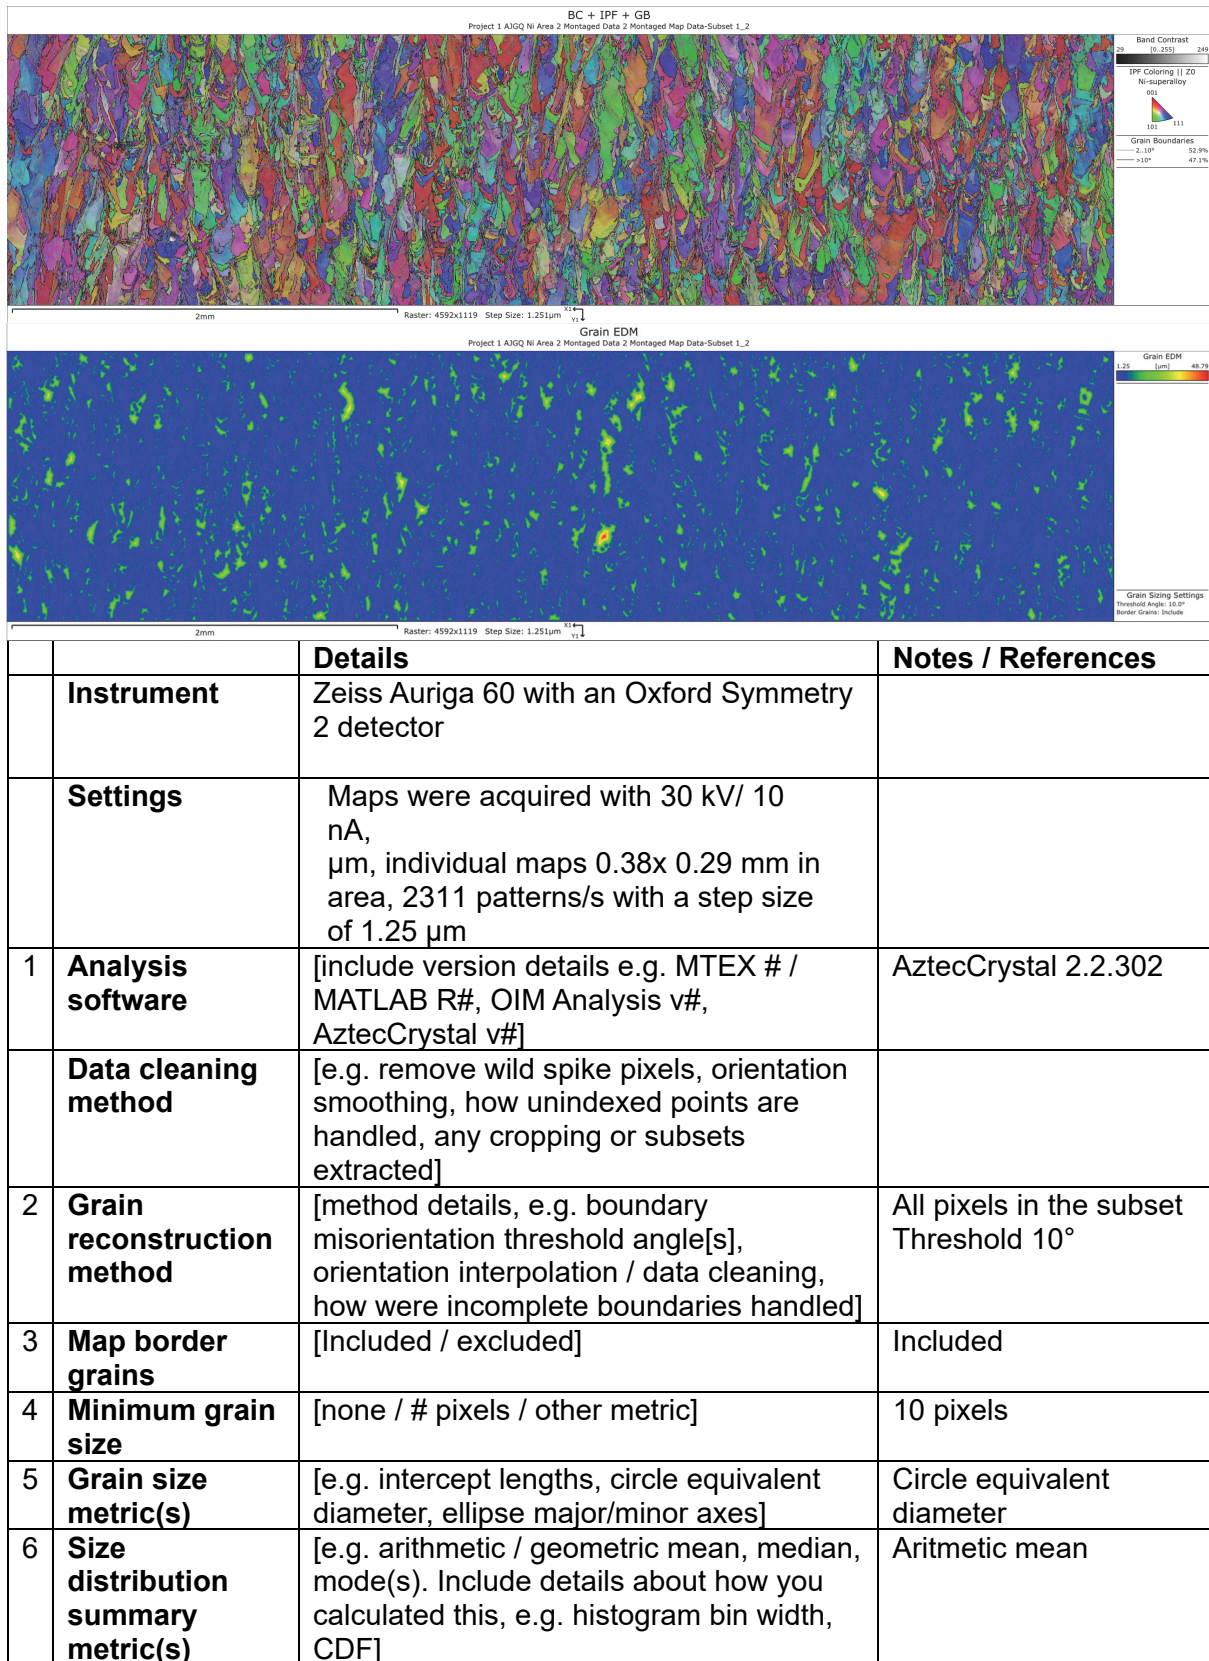 BC + IPF + GB
Project 1 AJGQ Ni Area 2 Montaged Data 2 Montaged Map Data-Subset 1_2
Band Contrast
29 [0..255] 249
IPF Coloring || Z0
Ni-superalloy
001
101 111
Grain Boundaries
2..10° 52.9%
>10° 47.1%
2mm Raster: 4592x1119 Step Size: 1.251µm X1
Y1
Grain EDM
Project 1 AJGQ Ni Area 2 Montaged Data 2 Montaged Map Data-Subset 1_2
Grain EDM
1.25 [µm] 48.79
Grain Sizing Settings
Threshold Angle: 10.0°
Border Grains: Include
2mm Raster: 4592x1119 Step Size: 1.251µm X1
Y1
Details Notes / References
Instrument Zeiss Auriga 60 with an Oxford Symmetry
2 detector
Settings Maps were acquired with 30 kV/ 10
nA,
µm, individual maps 0.38x 0.29 mm in
area, 2311 patterns/s with a step size
of 1.25 µm
1 Analysis [include version details e.g. MTEX # / AztecCrystal 2.2.302
software MATLAB R#, OIM Analysis v#,
AztecCrystal v#]
Data cleaning [e.g. remove wild spike pixels, orientation
method smoothing, how unindexed points are
handled, any cropping or subsets
extracted]
2 Grain [method details, e.g. boundary All pixels in the subset
reconstruction misorientation threshold angle[s], Threshold 10°
method orientation interpolation / data cleaning,
how were incomplete boundaries handled]
3 Map border [Included / excluded] Included
grains
4 Minimum grain [none / # pixels / other metric] 10 pixels
size
5 Grain size [e.g. intercept lengths, circle equivalent Circle equivalent
metric(s) diameter, ellipse major/minor axes] diameter
6 Size [e.g. arithmetic / geometric mean, median, Aritmetic mean
distribution mode(s). Include details about how you
summary calculated this, e.g. histogram bin width,
metric(s) CDF]